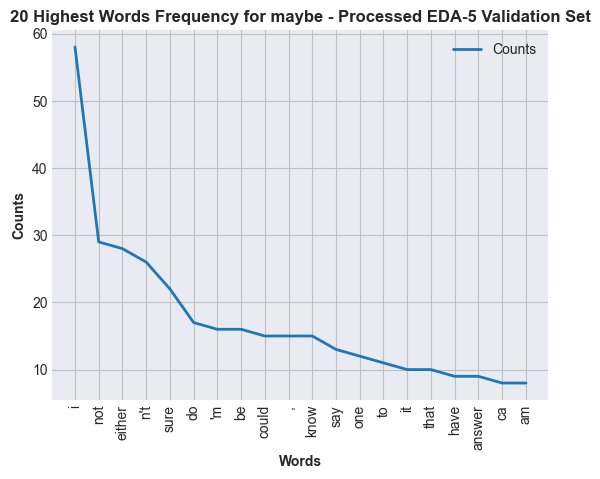 20 Highest Words Frequency for maybe - Processed EDA-5 Validation Set
Counts
60
50
40
30
20
10
Counts
i
not
either
n't
sure
do
'm
be
could
,
know
say
one
to
it
that
have
answer
ca
am
Words